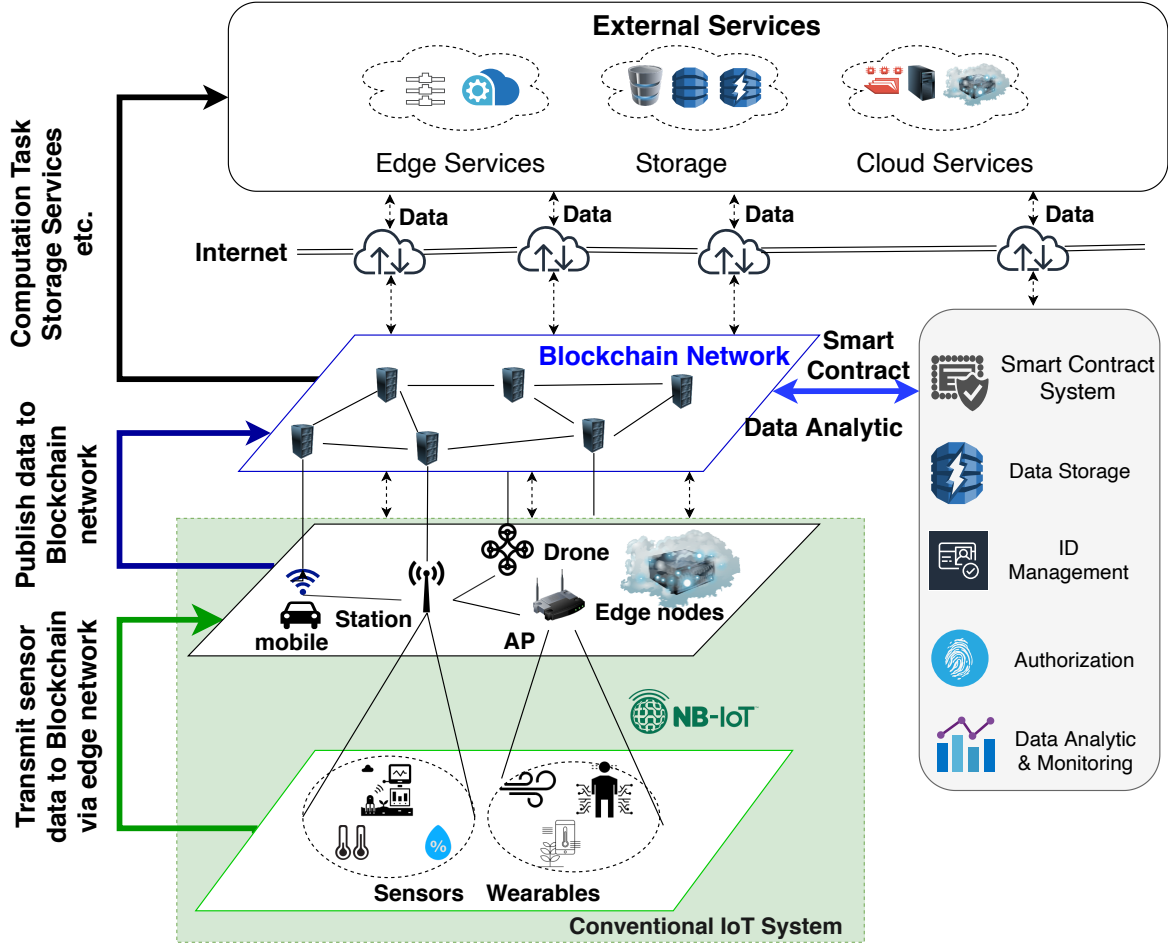 External Services
Edge Services
Storage
Cloud Services
Computation Task
Storage Services
etc.
Data
Data
Data
Data
Internet
Blockchain Network
Smart
Contract
Data Analytic
Smart Contract
System
Data Storage
ID
Management
Authorization
Data Analytic
& Monitoring
Publish data to
Blockchain
network
Drone
Station
Edge nodes
mobile
AP
NB-IoT
Transmit sensor
data to Blockchain
via edge network
%
Sensors
Wearables
Conventional IoT System